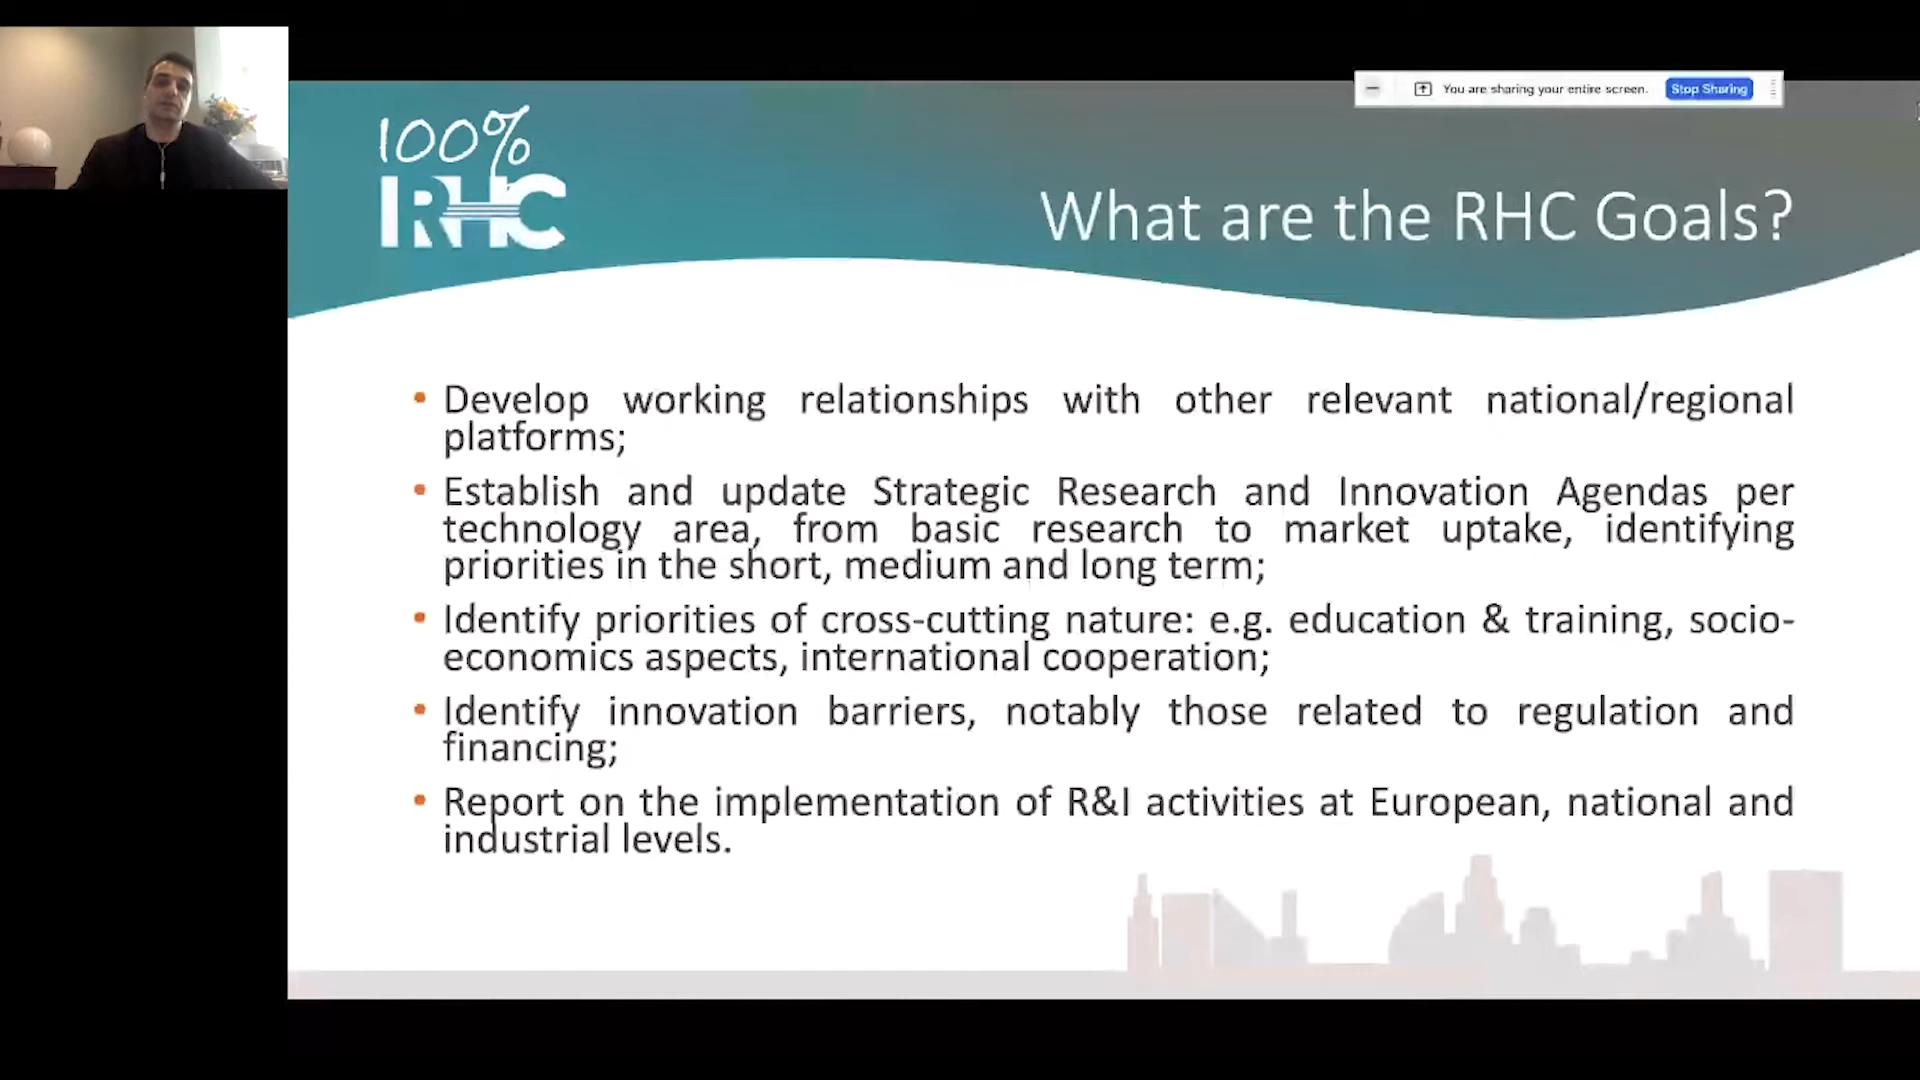 You are sharing your entire screen.
Stop Sharing
100%
RHC
What are the RHC Goals?
• Develop working relationships with other relevant national/regional
platforms;
• Establish and update Strategic Research and Innovation Agendas per
technology area, from basic research to market uptake, identifying
priorities in the short, medium and long term;
• Identify priorities of cross-cutting nature: e.g. education & training, socio-
economics aspects, international cooperation;
• Identify innovation barriers, notably those related to regulation and
financing;
• Report on the implementation of R&I activities at European, national and
industrial levels.